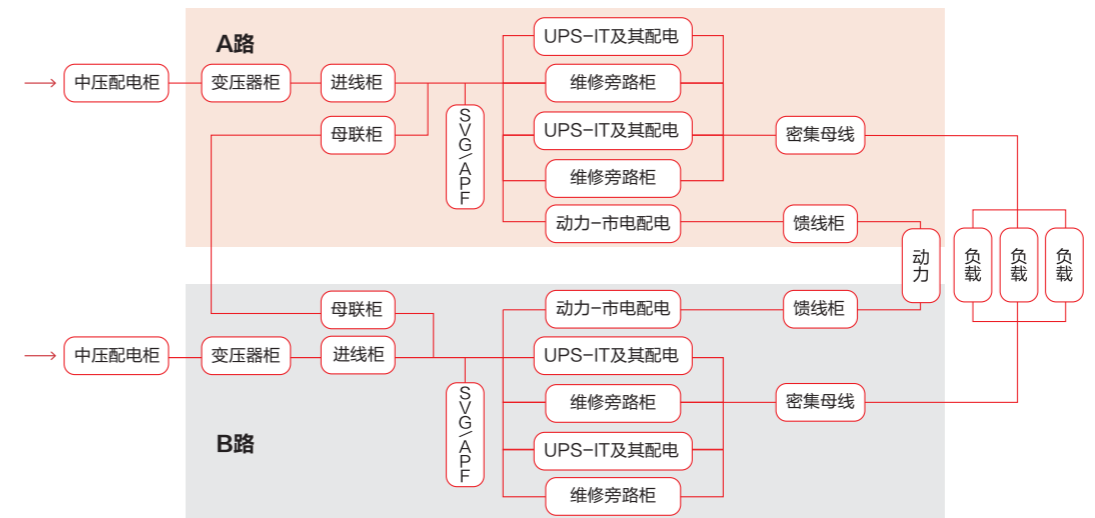 A路
UPS-IT及其配电
中压配电柜
变压器柜
进线柜
维修旁路柜
母联柜
SVG/APF
UPS-IT及其配电
密集母线
维修旁路柜
动力-市电配电
馈线柜
动力
负载
负载
负载
母联柜
动力-市电配电
馈线柜
中压配电柜
变压器柜
进线柜
UPS-IT及其配电
SVG/APF
维修旁路柜
密集母线
B路
UPS-IT及其配电
维修旁路柜